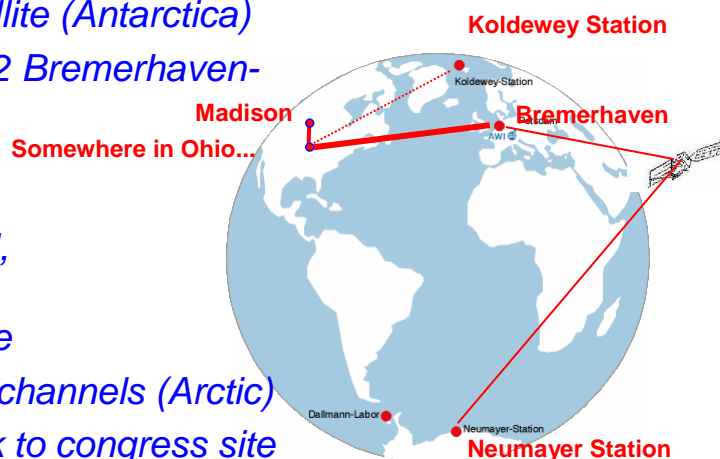 llite (Antarctica)
2 Bremerhaven-
l,
e
channels (Arctic)
k to congress site
Koldewey Station
Koldewey-Station
Madison
Bremerhaven
Potsdam
AWI
Somewhere in Ohio...
Dallmann-Labor
Neumayer-Station
Neumayer Station